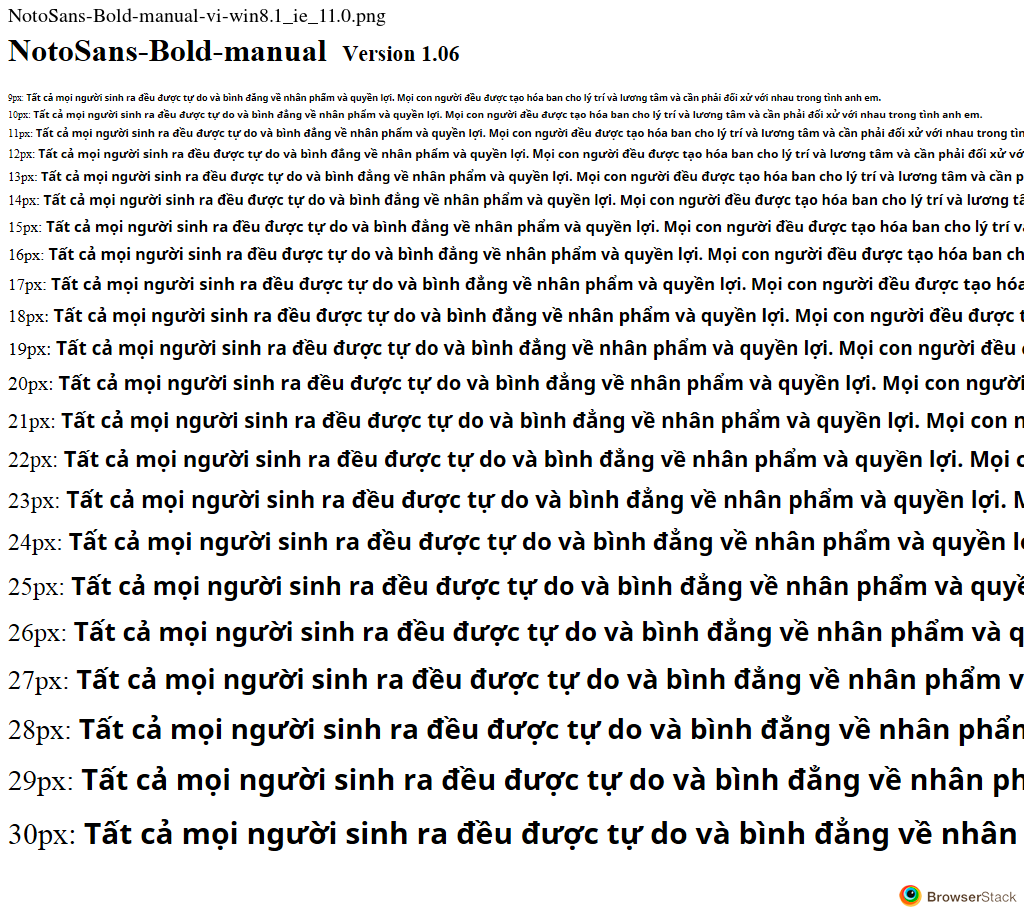 NotoSans-Bold-manual-vi-win8.1_ie_11.0.png
NotoSans-Bold-manual Version 1.06
9px: Tất cả mọi người sinh ra đều được tự do và bình đẳng về nhân phẩm và quyền lợi. Mọi con người đều được tạo hóa ban cho lý trí và lương tâm và cần phải đối xử với nhau trong tình anh em.
10px: Tất cả mọi người sinh ra đều được tự do và bình đẳng về nhân phẩm và quyền lợi. Mọi con người đều được tạo hóa ban cho lý trí và lương tâm và cần phải đối xử với nhau trong tình anh em.
11px: Tất cả mọi người sinh ra đều được tự do và bình đẳng về nhân phẩm và quyền lợi. Mọi con người đều được tạo hóa ban cho lý trí và lương tâm và cần phải đối xử với nhau trong tìn
12px: Tất cả mọi người sinh ra đều được tự do và bình đẳng về nhân phẩm và quyền lợi. Mọi con người đều được tạo hóa ban cho lý trí và lương tâm và cần phải đối xử vớ
13px: Tất cả mọi người sinh ra đều được tự do và bình đẳng về nhân phẩm và quyền lợi. Mọi con người đều được tạo hóa ban cho lý trí và lương tâm và cần p
14px: Tất cả mọi người sinh ra đều được tự do và bình đẳng về nhân phẩm và quyền lợi. Mọi con người đều được tạo hóa ban cho lý trí và lương tâ
15px: Tất cả mọi người sinh ra đều được tự do và bình đẳng về nhân phẩm và quyền lợi. Mọi con người đều được tạo hóa ban cho lý trí v
16px: Tất cả mọi người sinh ra đều được tự do và bình đẳng về nhân phẩm và quyền lợi. Mọi con người đều được tạo hóa ban ch
17px: Tất cả mọi người sinh ra đều được tự do và bình đẳng về nhân phẩm và quyền lợi. Mọi con người đều được tạo hóa
18px: Tất cả mọi người sinh ra đều được tự do và bình đẳng về nhân phẩm và quyền lợi. Mọi con người đều được t
19px: Tất cả mọi người sinh ra đều được tự do và bình đẳng về nhân phẩm và quyền lợi. Mọi con người đều
20px: Tất cả mọi người sinh ra đều được tự do và bình đẳng về nhân phẩm và quyền lợi. Mọi con người
21px: Tất cả mọi người sinh ra đều được tự do và bình đẳng về nhân phẩm và quyền lợi. Mọi con n
22px: Tất cả mọi người sinh ra đều được tự do và bình đẳng về nhân phẩm và quyền lợi. Mọi c
23px: Tất cả mọi người sinh ra đều được tự do và bình đẳng về nhân phẩm và quyền lợi. M
24px: Tất cả mọi người sinh ra đều được tự do và bình đẳng về nhân phẩm và quyền lợ
25px: Tất cả mọi người sinh ra đều được tự do và bình đẳng về nhân phẩm và quyề
26px: Tất cả mọi người sinh ra đều được tự do và bình đẳng về nhân phẩm và q
27px: Tất cả mọi người sinh ra đều được tự do và bình đẳng về nhân phẩm v
28px: Tất cả mọi người sinh ra đều được tự do và bình đẳng về nhân phẩm
29px: Tất cả mọi người sinh ra đều được tự do và bình đẳng về nhân ph
30px: Tất cả mọi người sinh ra đều được tự do và bình đẳng về nhân
BrowserStack